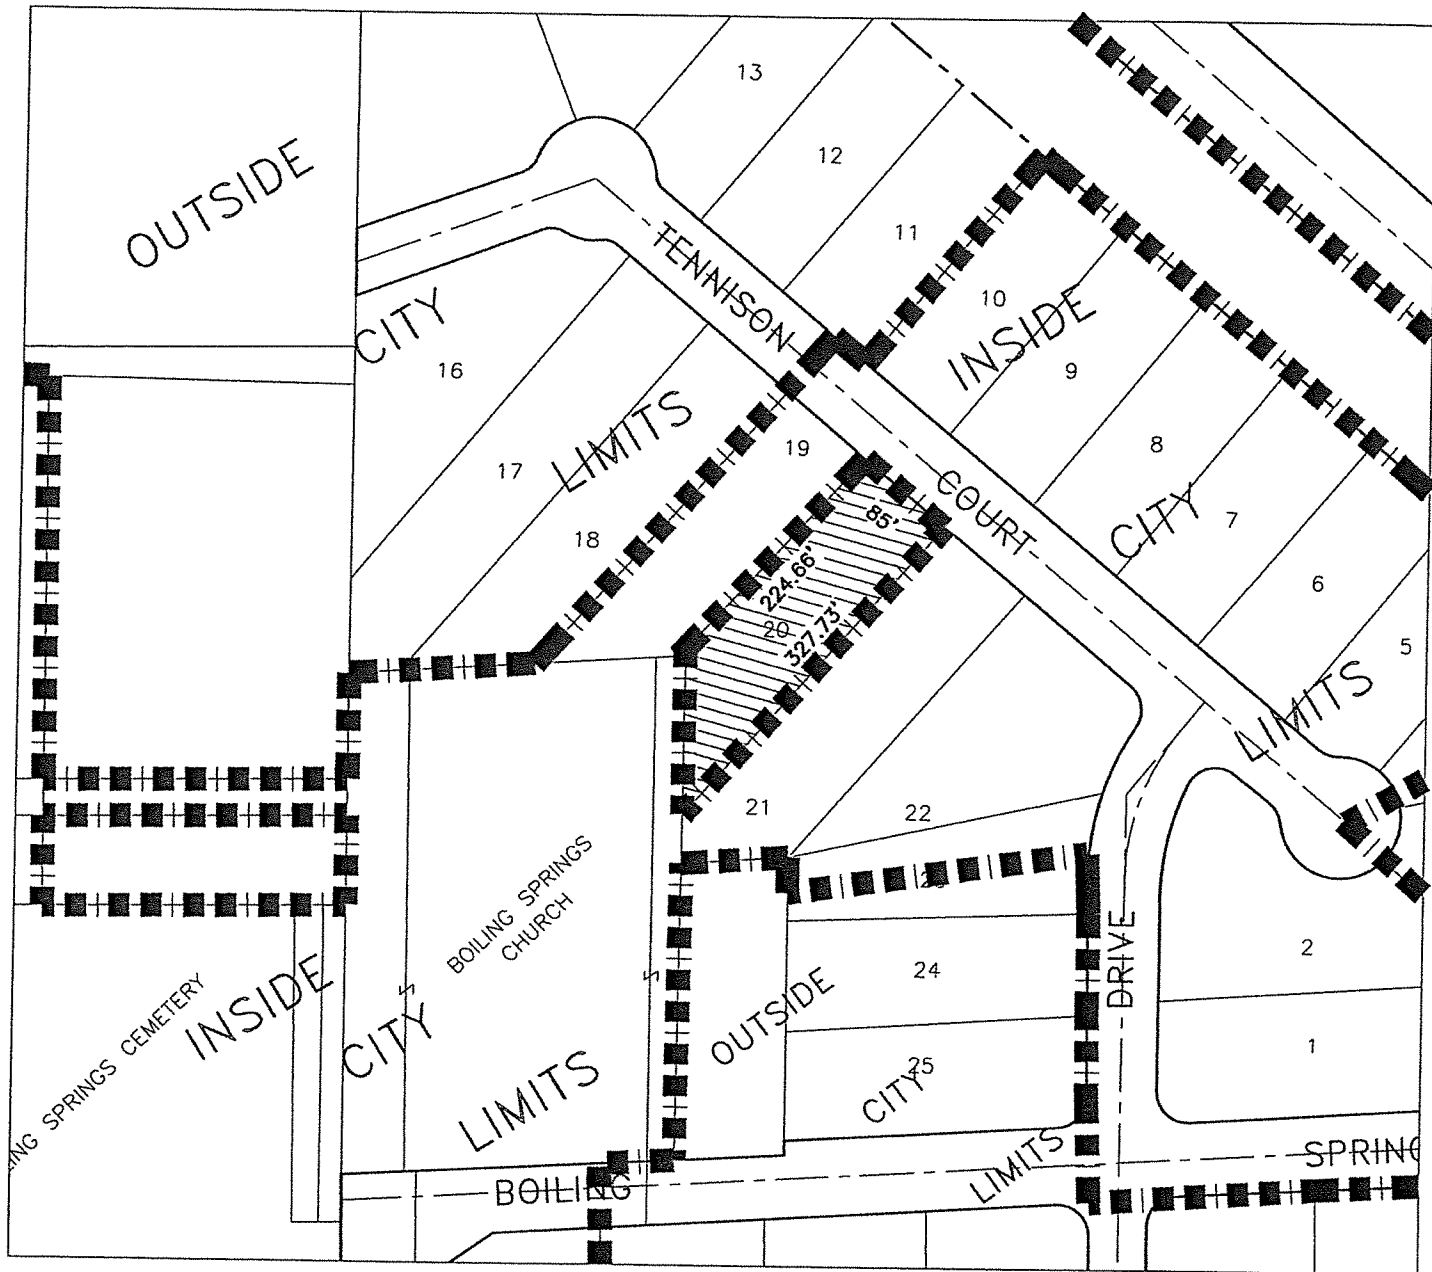 13
12
OUTSIDE
TENNISON
11
10
CITY
INSIDE
16
9
LIMITS
8
19
17
COURT
CITY
85'
7
18
224.66'
6
20
327.73'
5
LIMITS
21
22
BOILING SPRINGS
CHURCH
24
DRIVE
2
OUTSIDE
ING SPRINGS CEMETERY
INSIDE
CITY
25
1
CITY
LIMITS
LIMITS
SPRING
BOILING